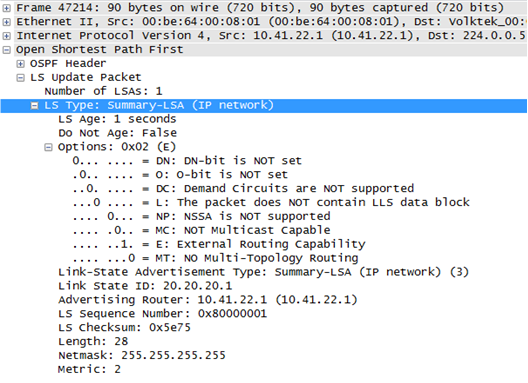 Frame 47214: 90 bytes on wire (720 bits), 90 bytes captured (720 bits)
Ethernet II, Src: 00:be:64:00:08:01 (00:be:64:00:08:01), Dst: Volktek_00:
Internet Protocol Version 4, Src: 10.41.22.1 (10.41.22.1), Dst: 224.0.0.5
Open Shortest Path First
OSPF Header
LS Update Packet
Number of LSAs: 1
LS Type: Summary-LSA (IP network)
LS Age: 1 seconds
Do Not Age: False
Options: 0x02 (E)
0... .... = DN: DN-bit is NOT set
.0.. .... = O: O-bit is NOT set
..0. .... = DC: Demand Circuits are NOT supported
...0 .... = L: The packet does NOT contain LLS data block
.... 0... = NP: NSSA is NOT supported
.... .0.. = MC: NOT Multicast Capable
.... ..1. = E: External Routing Capability
.... ...0 = MT: NO Multi-Topology Routing
Link-State Advertisement Type: Summary-LSA (IP network) (3)
Link State ID: 20.20.20.1
Advertising Router: 10.41.22.1 (10.41.22.1)
LS Sequence Number: 0x80000001
LS Checksum: 0x5e75
Length: 28
Netmask: 255.255.255.255
Metric: 2